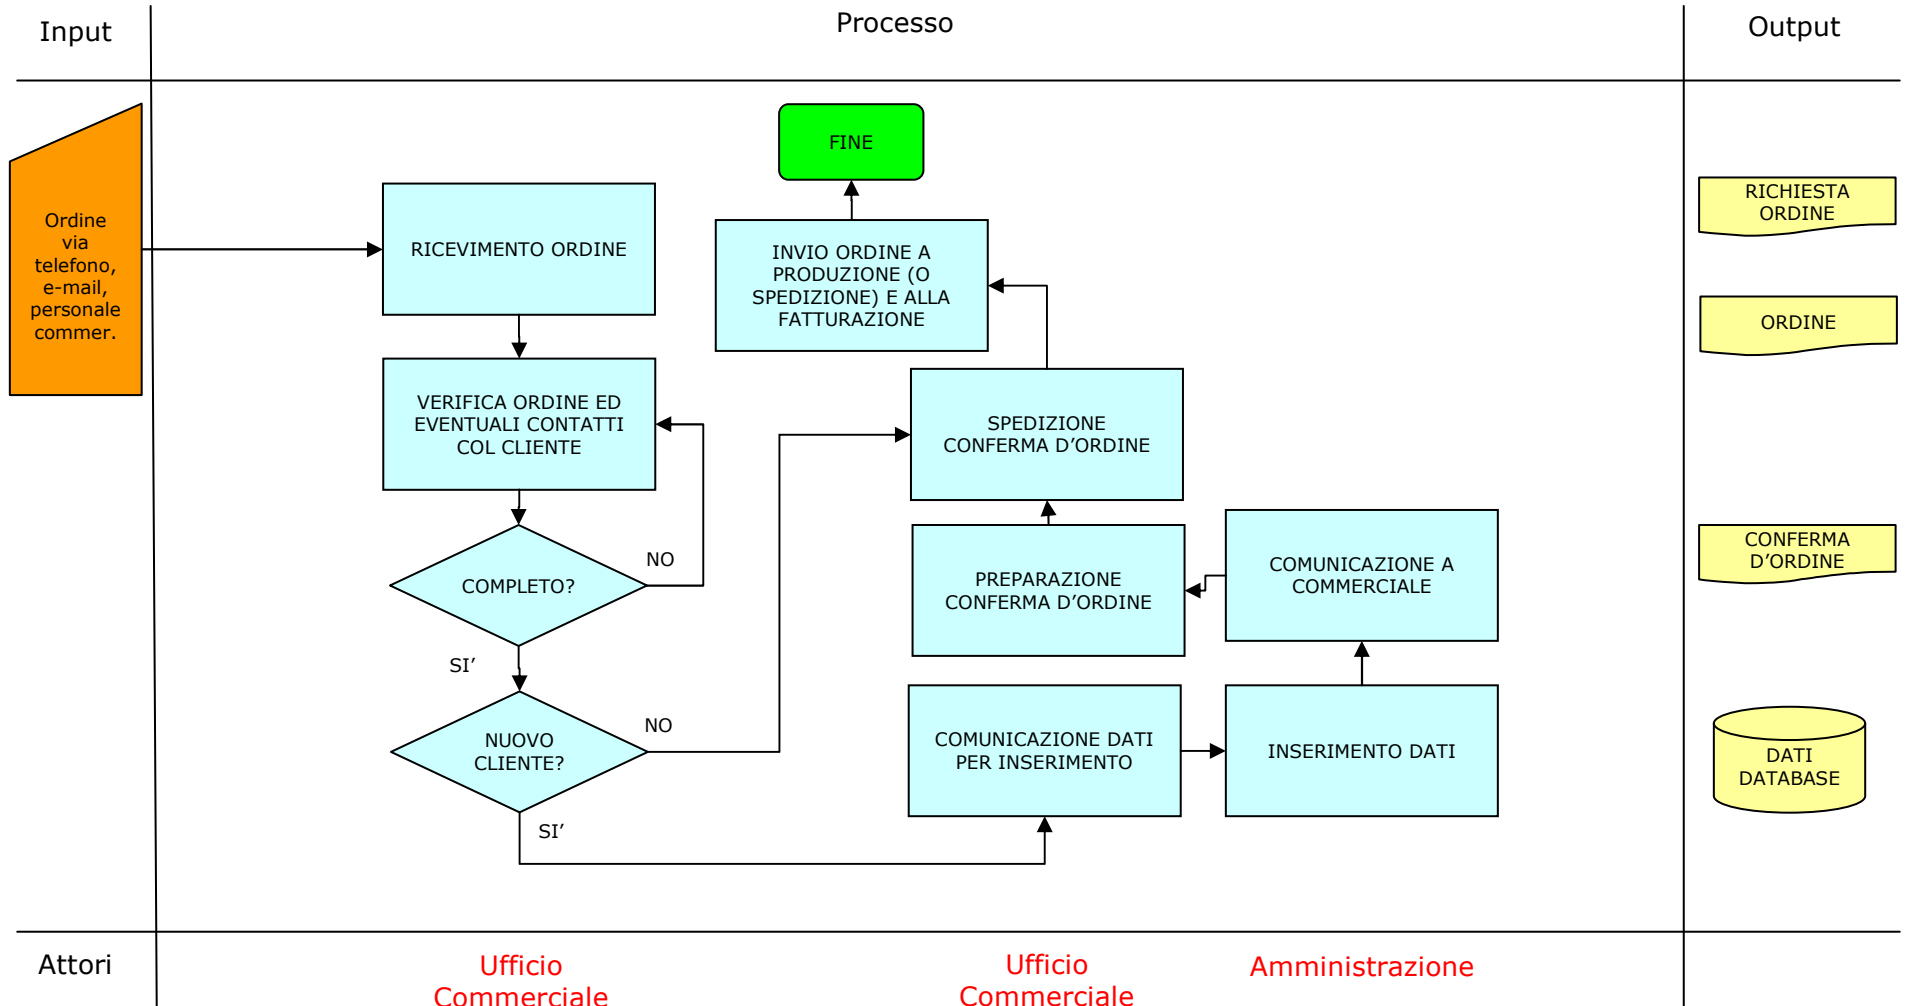 Input
Processo
Output
Ordine
via
telefono,
e-mail,
personale
commer.
RICEVIMENTO ORDINE
VERIFICA ORDINE ED
EVENTUALI CONTATTI
COL CLIENTE
COMPLETO?
NO
SI’
NUOVO
CLIENTE?
NO
SI’
FINE
INVIO ORDINE A
PRODUZIONE (O
SPEDIZIONE) E ALLA
FATTURAZIONE
SPEDIZIONE
CONFERMA D’ORDINE
PREPARAZIONE
CONFERMA D’ORDINE
COMUNICAZIONE A
COMMERCIALE
COMUNICAZIONE DATI
PER INSERIMENTO
INSERIMENTO DATI
RICHIESTA
ORDINE
ORDINE
CONFERMA
D’ORDINE
DATI
DATABASE
Attori
Ufficio
Commerciale
Ufficio
Commerciale
Amministrazione